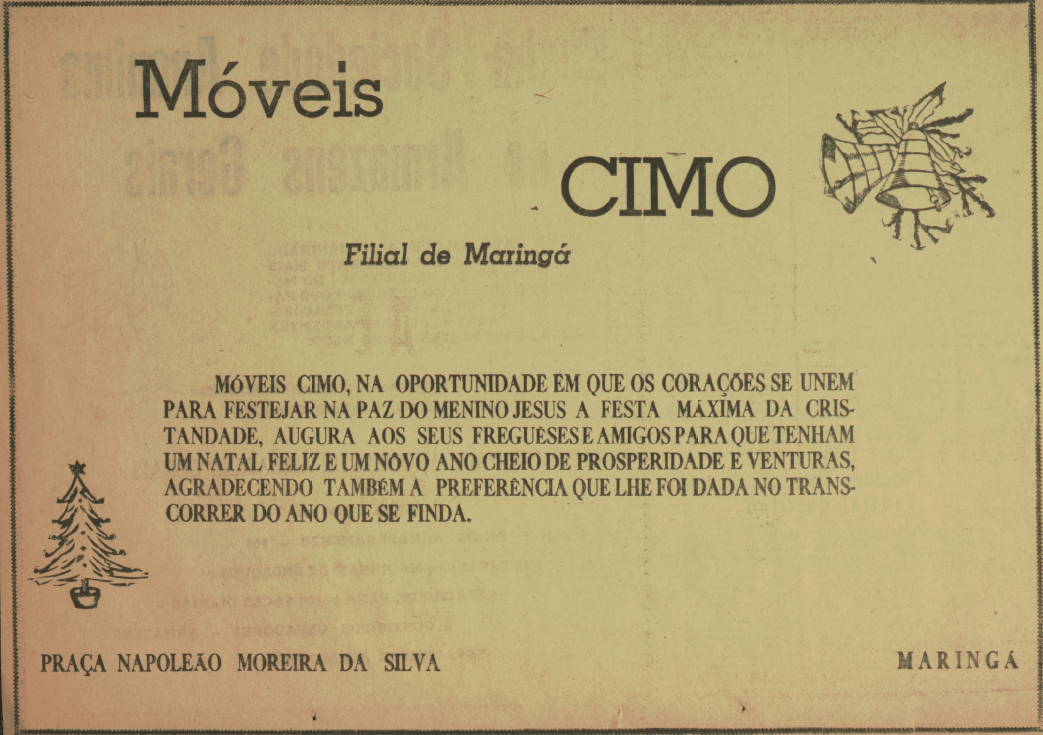 Móveis
CIMO
Filial de Maringá
MÓVEIS CIMO, NA OPORTUNIDADE EM QUE OS CORAÇÕES SE UNEM
PARA FESTEJAR NA PAZ DO MENINO JESUS A FESTA MÁXIMA DA CRIS-
TANDADE, AUGURA AOS SEUS FREGUÊSES E AMIGOS PARA QUE TENHAM
UM NATAL FELIZ E UM NÔVO ANO CHEIO DE PROSPERIDADE E VENTURAS,
AGRADECENDO TAMBÉM A PREFERÊNCIA QUE LHE FOI DADA NO TRANS-
CORRER DO ANO QUE SE FINDA.
PRAÇA NAPOLEÃO MOREIRA DA SILVA
MARINGÁ